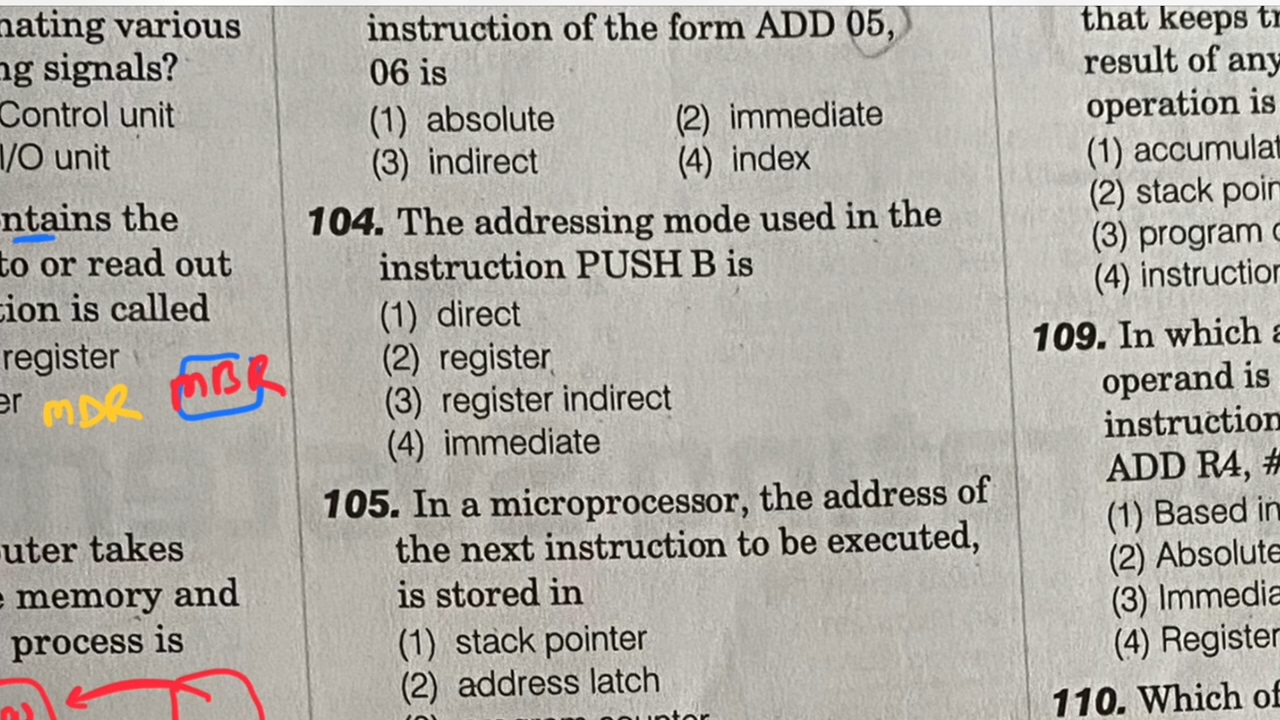 nating various
ng signals?
Control unit
I/O unit
ntains the
to or read out
tion is called
register
er MDR MBR
uter takes
memory and
process is
instruction of the form ADD 05,
06 is
(1) absolute (2) immediate
(3) indirect (4) index
104. The addressing mode used in the
instruction PUSH B is
(1) direct
(2) register
(3) register indirect
(4) immediate
105. In a microprocessor, the address of
the next instruction to be executed,
is stored in
(1) stack pointer
(2) address latch
that keeps tr
result of any
operation is
(1) accumulat
(2) stack poin
(3) program c
(4) instruction
109. In which a
operand is
instruction
ADD R4, #
(1) Based in
(2) Absolute
(3) Immedia
(4) Register
110. Which of